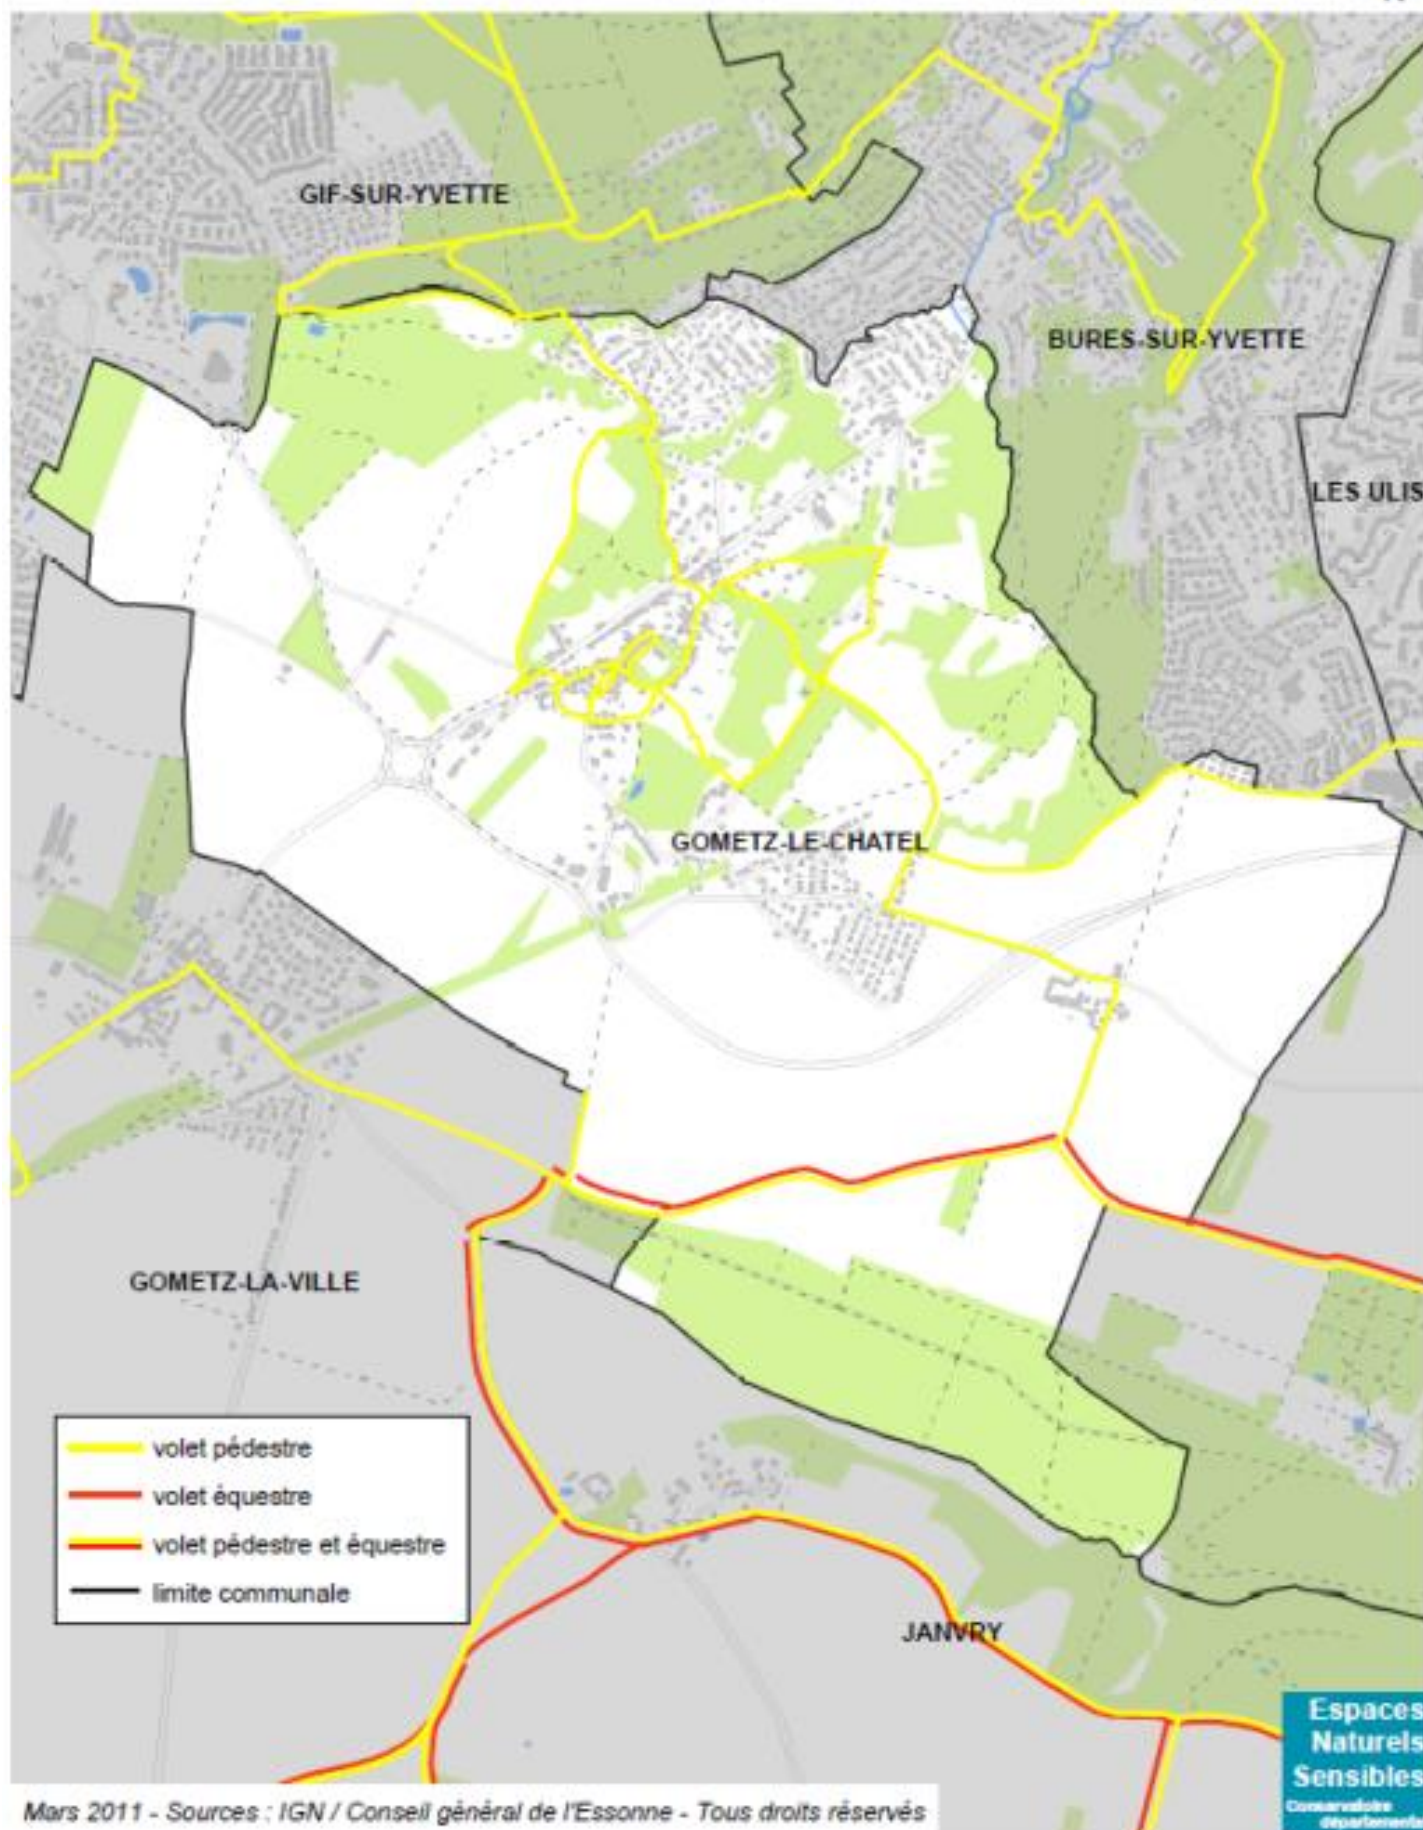 GIF-SUR-YVETTE
BURES-SUR-YVETTE
LES ULIS
GOMETZ-LE-CHATEL
GOMETZ-LA-VILLE
volet pédestre
volet équestre
volet pédestre et équestre
limite communale
JANVRY
Espaces
Naturels
Sensibles
Conservatoire
départementa
Mars 2011 - Sources : IGN / Conseil général de l'Essonne - Tous droits réservés